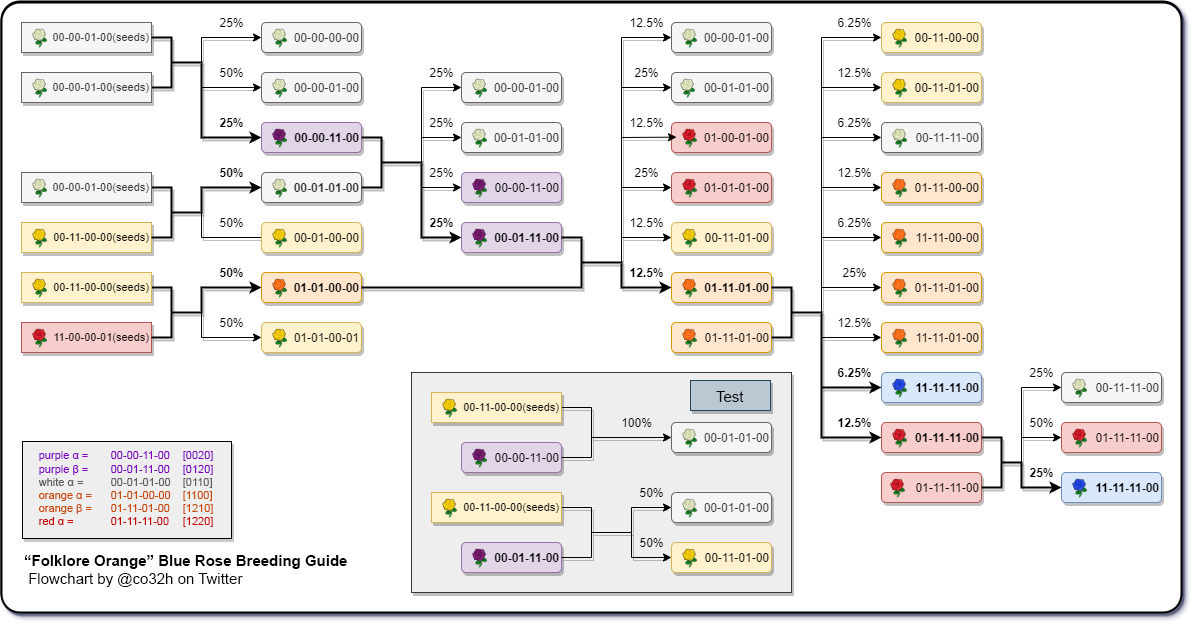 25% 12.5% 6.25%
00-00-01-00(seeds) 00-00-00-00 00-00-01-00 00-11-00-00
50% 25% 25% 12.5%
00-00-01-00(seeds) 00-00-01-00 00-00-01-00 00-01-01-00 00-11-01-00
25% 25% 12.5% 6.25%
00-00-11-00 00-01-01-00 01-00-01-00 00-11-11-00
50% 25% 25% 12.5%
00-00-01-00(seeds) 00-01-01-00 00-00-11-00 01-01-01-00 01-11-00-00
50% 25% 12.5% 6.25%
00-11-00-00(seeds) 00-01-00-00 00-01-11-00 00-11-01-00 11-11-00-00
50% 12.5% 25%
00-11-00-00(seeds) 01-01-00-00 01-11-01-00 01-11-01-00
50% 12.5%
11-00-00-01(seeds) 01-01-00-01 01-11-01-00 11-11-01-00
6.25% 25%
11-11-11-00 00-11-11-00
12.5% 50%
01-11-11-00 01-11-11-00
25%
01-11-11-00 11-11-11-00
Test
00-11-00-00(seeds)
100%
00-01-01-00
00-00-11-00
50%
00-11-00-00(seeds) 00-01-01-00
50%
00-01-11-00 00-11-01-00
purple α = 00-00-11-00 [0020]
purple β = 00-01-11-00 [0120]
white α = 00-01-01-00 [0110]
orange α = 01-01-00-00 [1100]
orange β = 01-11-01-00 [1210]
red α = 01-11-11-00 [1220]
“Folklore Orange” Blue Rose Breeding Guide
Flowchart by @co32h on Twitter